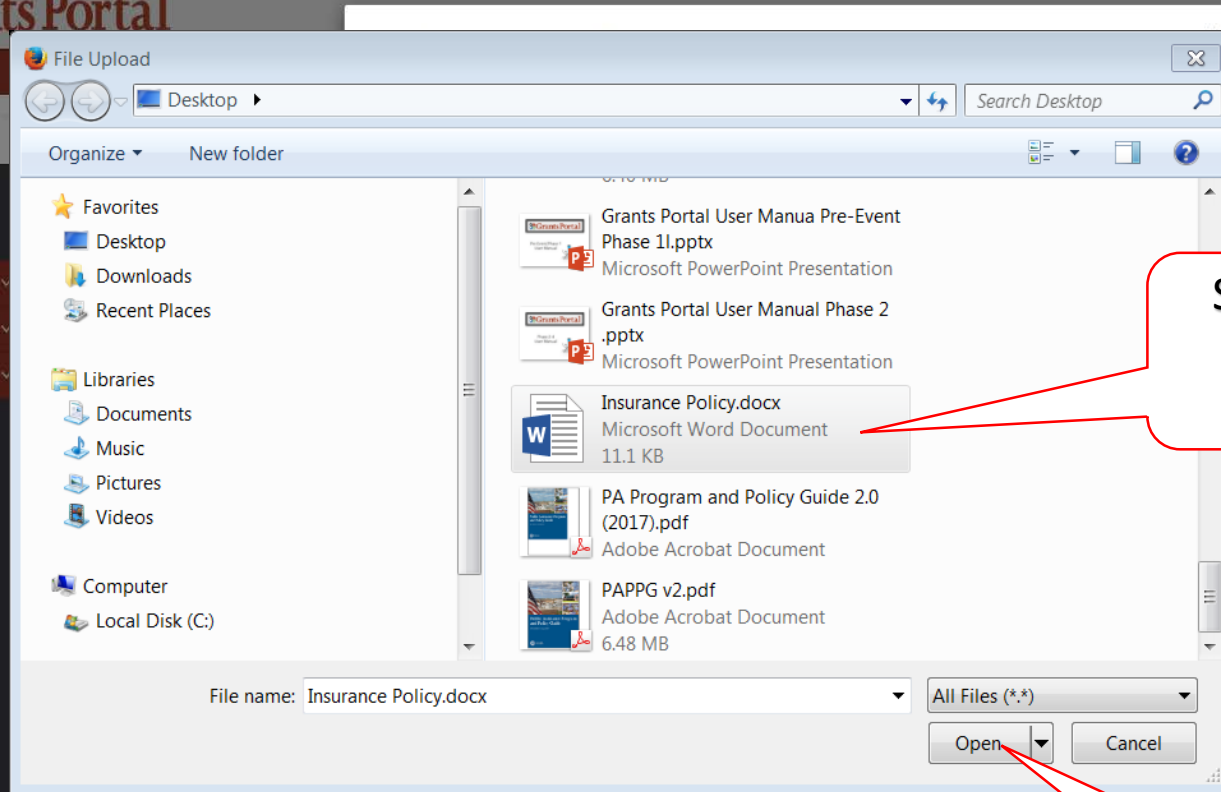 ts Portal
File Upload
Desktop
Search Desktop
Organize
New folder
Favorites
Desktop
Downloads
Recent Places
Libraries
Documents
Music
Pictures
Videos
Computer
Local Disk (C:)
Grants Portal User Manua Pre-Event
Phase 1l.pptx
Microsoft PowerPoint Presentation
Grants Portal User Manual Phase 2
.pptx
Microsoft PowerPoint Presentation
Insurance Policy.docx
Microsoft Word Document
11.1 KB
PA Program and Policy Guide 2.0
(2017).pdf
Adobe Acrobat Document
PAPPG v2.pdf
Adobe Acrobat Document
6.48 MB
S
File name: Insurance Policy.docx
All Files (*.*)
Open
Cancel